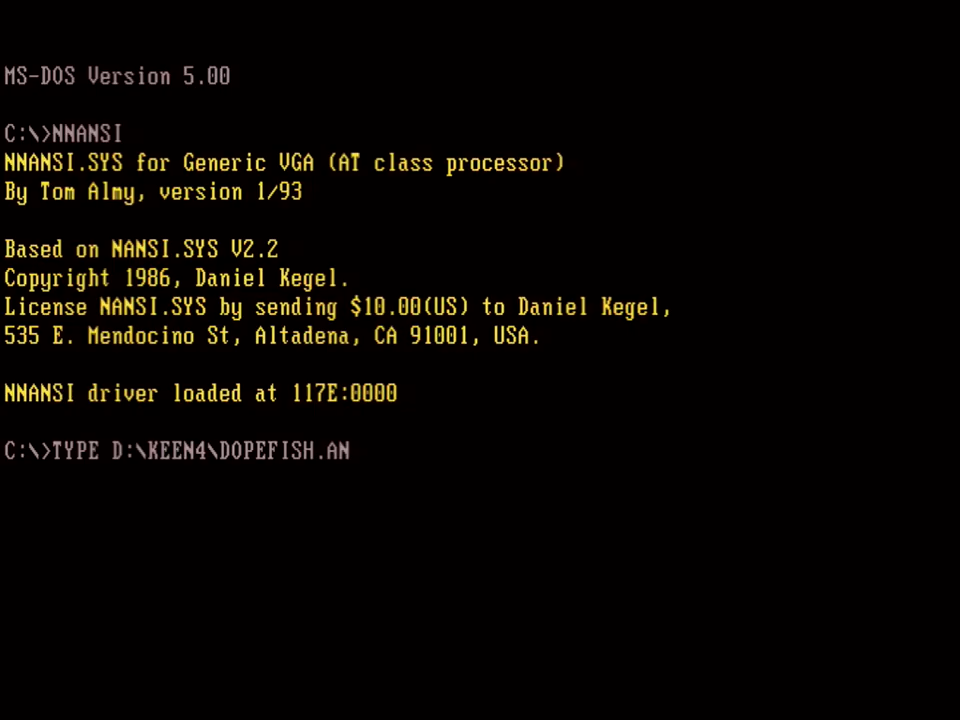 MS-DOS Version 5.00
C:\>NNANSI
NNANSI.SYS for Generic VGA (AT class processor)
By Tom Almy, version 1/93
Based on NANSI.SYS V2.2
Copyright 1986, Daniel Kegel.
License NANSI.SYS by sending $10.00(US) to Daniel Kegel,
535 E. Mendocino St, Altadena, CA 91001, USA.
NNANSI driver loaded at 117E:0000
C:\>TYPE D:\KEEN4\DOPEFISH.AN